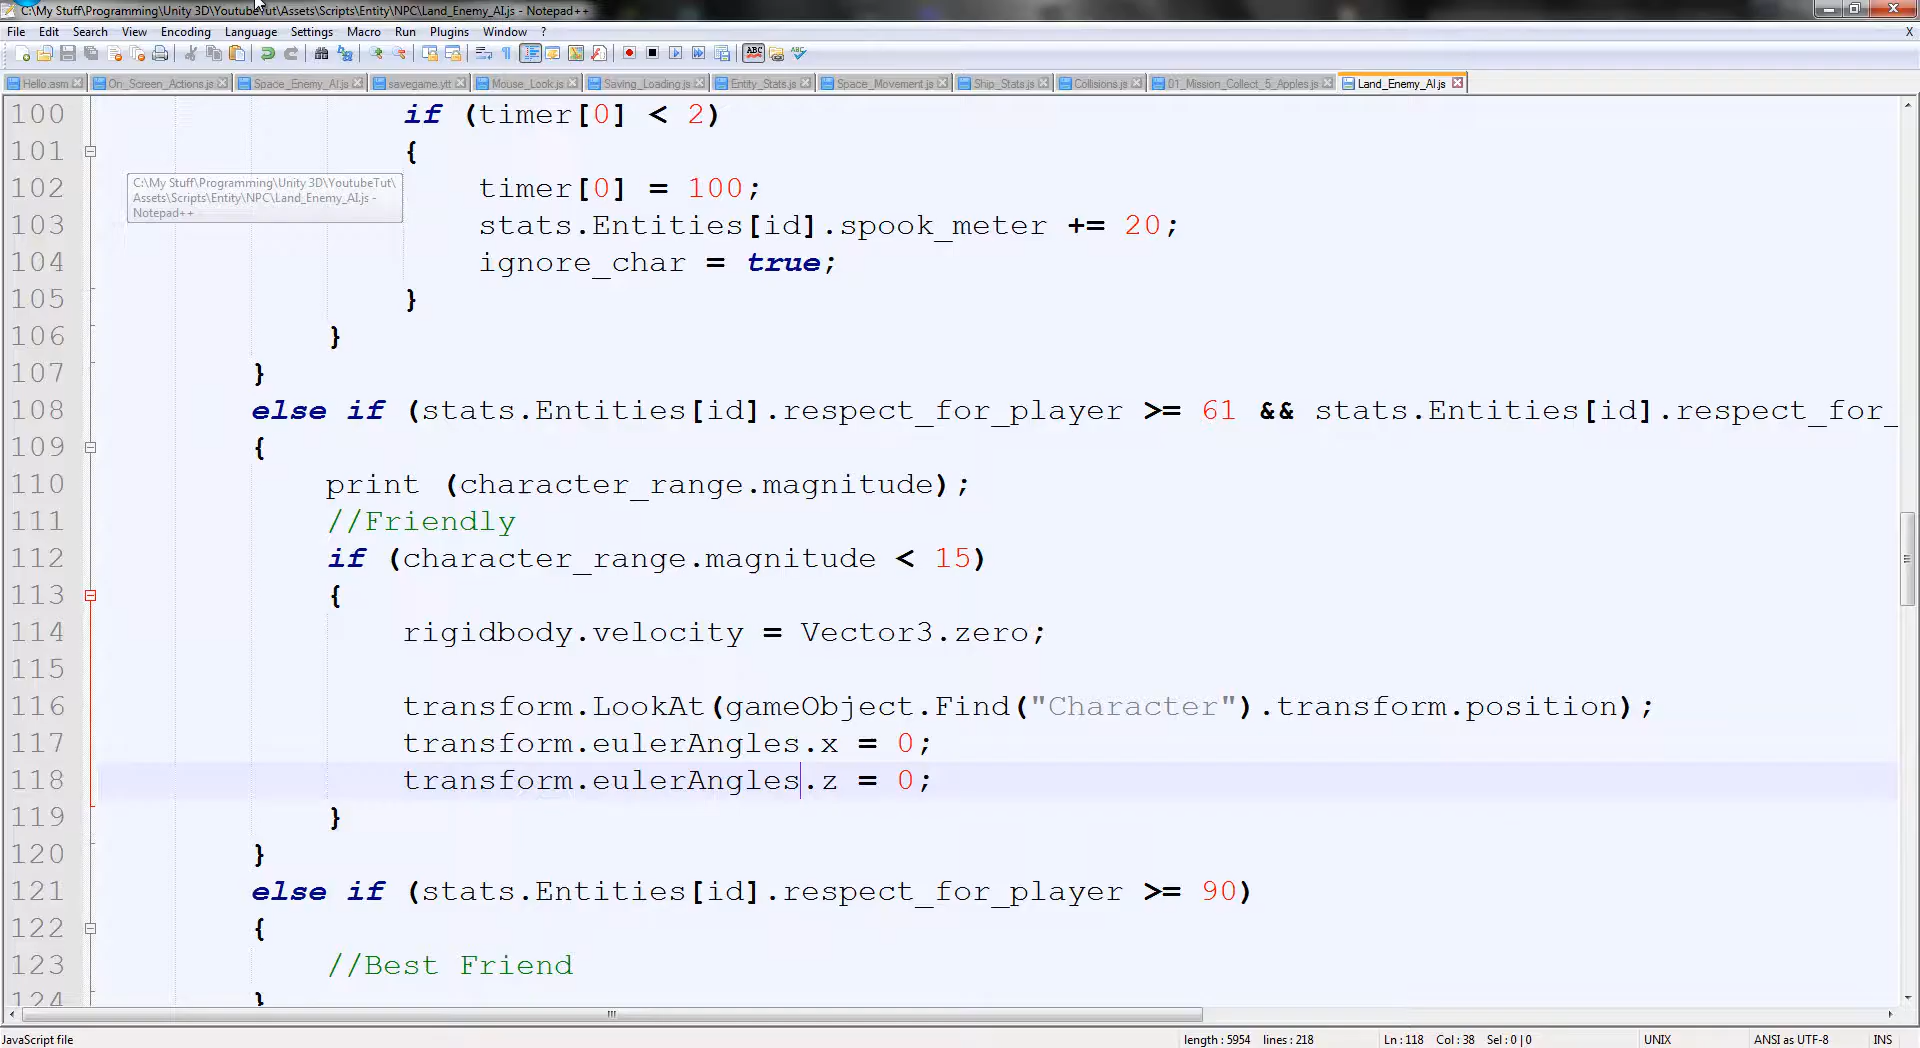 C:\My Stuff\Programming\Unity 3D\YoutubeTut\Assets\Scripts\Entity\NPC\Land_Enemy_AI.js - Notepad++
File Edit Search View Encoding Language Settings Macro Run Plugins Window ? X
Hello.asm On_Screen_Actions.js Space_Enemy_AI.js savegame.ytt Mouse_Look.js Saving_Loading.js Entity_Stats.js Space_Movement.js Ship_Stats.js Collisions.js 01_Mission_Collect_5_Apples.js Land_Enemy_AI.js
100 if (timer[0] < 2)
101 {
C:\My Stuff\Programming\Unity 3D\YoutubeTut\
Assets\Scripts\Entity\NPC\Land_Enemy_AI.js -
Notepad++
102 timer[0] = 100;
103 stats.Entities[id].spook_meter += 20;
104 ignore_char = true;
105 }
106 }
107 }
108 else if (stats.Entities[id].respect_for_player >= 61 && stats.Entities[id].respect_for_
109 {
110 print (character_range.magnitude);
111 //Friendly
112 if (character_range.magnitude < 15)
113 {
114 rigidbody.velocity = Vector3.zero;
115
116 transform.LookAt(gameObject.Find("Character").transform.position);
117 transform.eulerAngles.x = 0;
118 transform.eulerAngles.z = 0;
119 }
120 }
121 else if (stats.Entities[id].respect_for_player >= 90)
122 {
123 //Best Friend
124 }
JavaScript file length : 5954 lines : 218 Ln : 118 Col : 38 Sel : 0 | 0 UNIX ANSI as UTF-8 INS